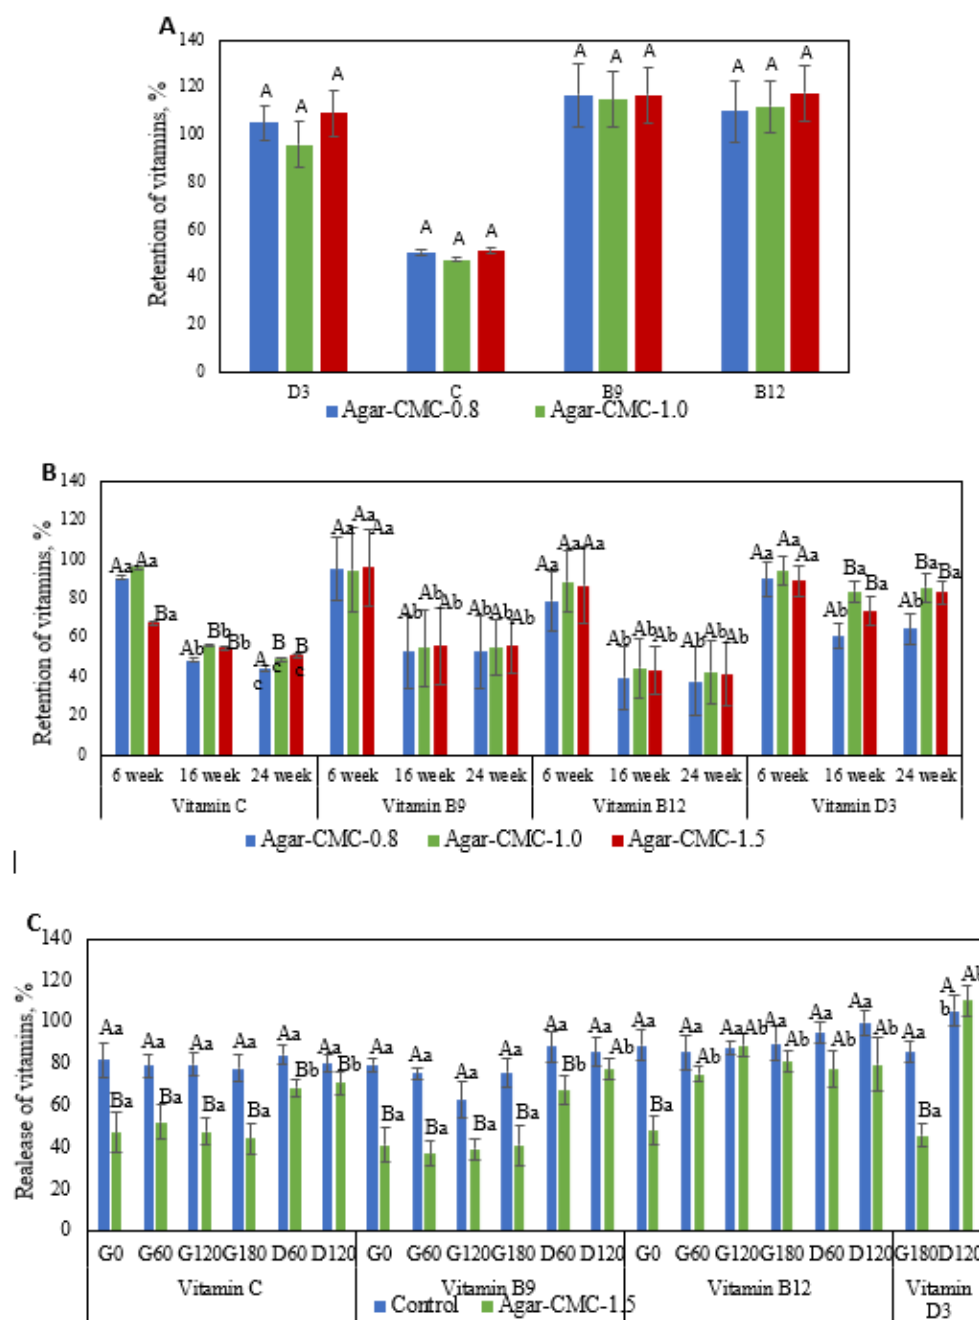 A
140
120
100
80
60
40
20
0
Retention of vitamins, %
A A A A A A A A A A A A
D3 C B9 B12
Agar-CMC-0.8 Agar-CMC-1.0
B
140
120
100
80
60
40
20
0
Retention of vitamins, %
Aa Aa Ba Ab Bb Bb A c B c B c
Aa Aa Aa Ab Ab Ab Ab Ab Ab
Aa Aa Aa Ab Ab Ab Ab Ab Ab
Aa Aa Aa Ab Ba Ba Ab Ba Ba
6 week 16 week 24 week 6 week 16 week 24 week 6 week 16 week 24 week 6 week 16 week 24 week
Vitamin C Vitamin B9 Vitamin B12 Vitamin D3
Agar-CMC-0.8 Agar-CMC-1.0 Agar-CMC-1.5
C
140
120
100
80
60
40
20
0
Realease of vitamins, %
Aa Ba Aa Ba Aa Ba Aa Ba Aa Bb Aa Bb
Aa Ba Aa Ba Aa Ba Aa Ba Aa Bb Aa Ab
Aa Ba Aa Ab Aa Ab Aa Ab Aa Ab Aa Ab
Aa Ba A b Ab
G0 G60 G120 G180 D60 D120 G0 G60 G120 G180 D60 D120 G0 G60 G120 G180 D60 D120 G180 D120
Vitamin C Vitamin B9 Vitamin B12 Vitamin
D3
Control Agar-CMC-1.5